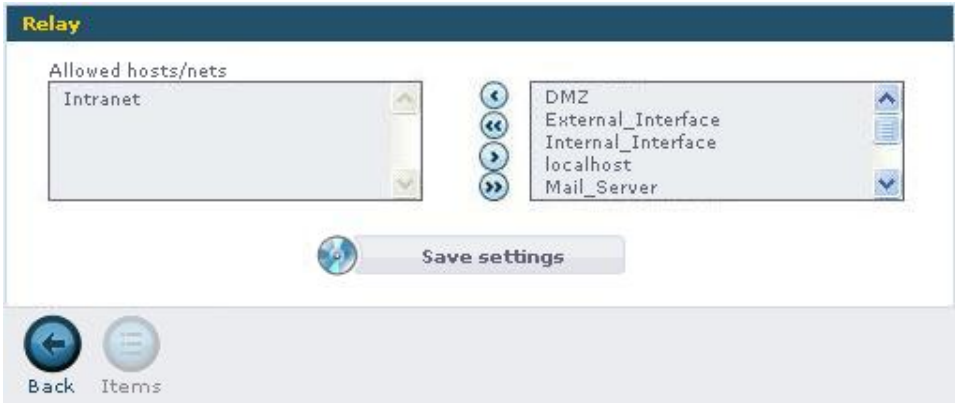 Relay
Allowed hosts/nets
Intranet
DMZ
External_Interface
Internal_Interface
localhost
Mail_Server
Save settings
Back
Items